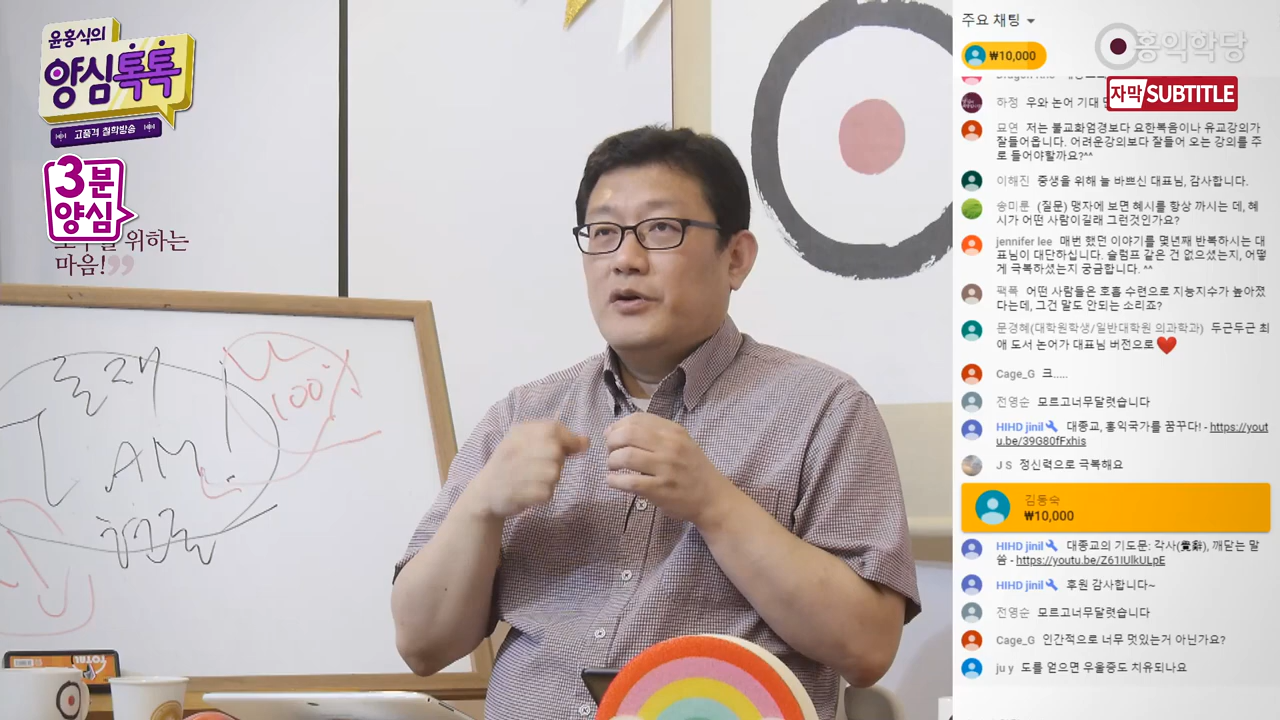 윤홍식의
양심톡톡
고품격 철학방송
3분
양심
위하는
마음!
들래
I AM!
100%
TOTAL
주요 채팅
₩10,000
홍익학당
자막 SUBTITLE
하정 우와 논어 기대
묘연 저는 불교화엄경보다 요한복음이나 유교강의가
잘들어옵니다. 어려운강의보다 잘들어 오는 강의를 주
로 들어야할까요?^^
이해진 중생을 위해 늘 바쁘신 대표님, 감사합니다.
송미룬 (질문) 맹자에 보면 혜시를 항상 까시는 데, 혜
시가 어떤 사람이길래 그런것인가요?
jennifer lee 매번 했던 이야기를 몇년째 반복하시는 대
표님이 대단하십니다. 슬럼프 같은 건 없으셨는지, 어떻
게 극복하셨는지 궁금합니다. ^^
팩폭 어떤 사람들은 호흡 수련으로 지능지수가 높아졌
다는데, 그건 말도 안되는 소리죠?
문경혜(대학원학생/일반대학원 의과학과) 두근두근 최
애 도서 논어가 대표님 버전으로❤️
Cage_G 크.....
전영순 모르고너무달렷습니다
HIHD jinil 대종교, 홍익국가를 꿈꾸다! - https://yout
u.be/39G80fFxhis
J S 정신력으로 극복해요
김동숙
₩10,000
HIHD jinil 대종교의 기도문: 각사(覺辭), 깨닫는 말
씀 - https://youtu.be/Z61IUlkULpE
HIHD jinil 후원 감사합니다~
전영순 모르고너무달렷습니다
Cage_G 인간적으로 너무 멋있는거 아닌가요?
ju y 도를 얻으면 우울증도 치유되나요